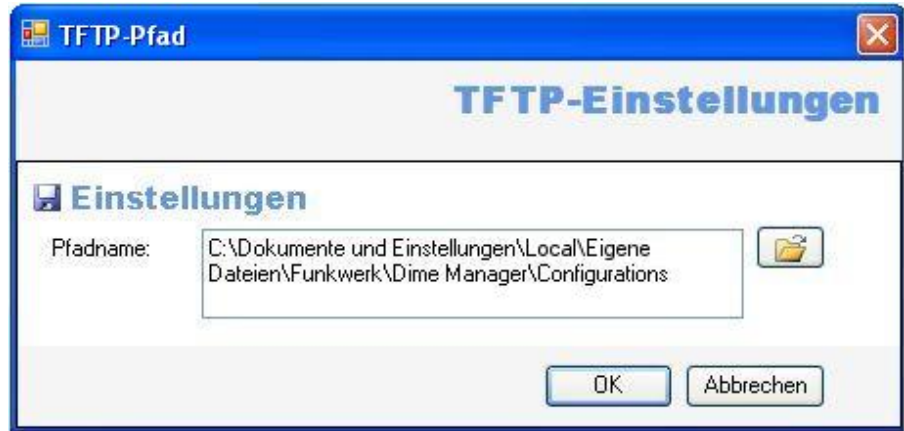 TFTP-Pfad
TFTP-Einstellungen
Einstellungen
Pfadname:
C:\Dokumente und Einstellungen\Local\Eigene
Dateien\Funkwerk\Dime Manager\Configurations
OK
Abbrechen